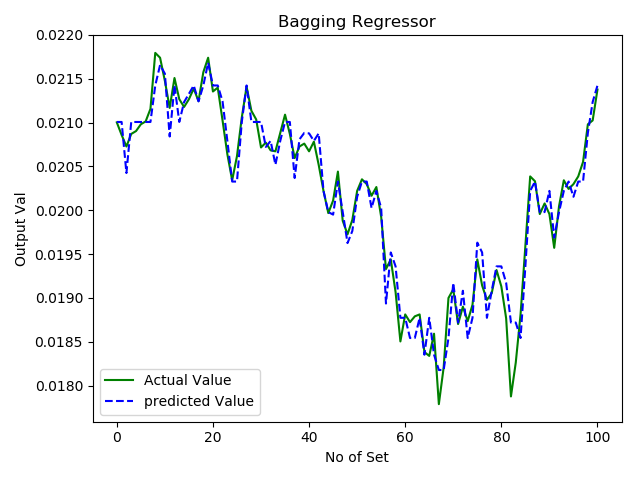 Bagging Regressor
Output Val
0.0220
0.0215
0.0210
0.0205
0.0200
0.0195
0.0190
0.0185
0.0180
Actual Value
predicted Value
0 20 40 60 80 100
No of Set